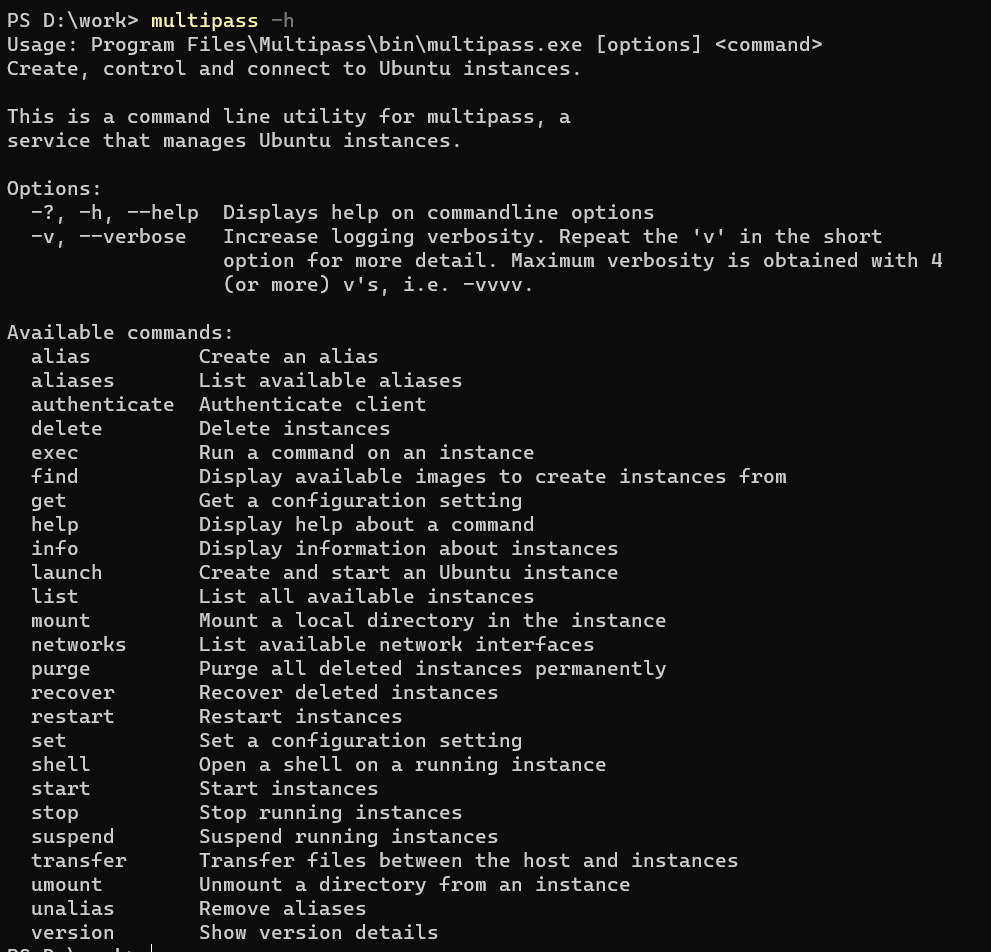 PS D:\work> multipass -h
Usage: Program Files\Multipass\bin\multipass.exe [options] <command>
Create, control and connect to Ubuntu instances.

This is a command line utility for multipass, a
service that manages Ubuntu instances.

Options:
  -?, -h, --help  Displays help on commandline options
  -v, --verbose   Increase logging verbosity. Repeat the 'v' in the short
                  option for more detail. Maximum verbosity is obtained with 4
                  (or more) v's, i.e. -vvvv.

Available commands:
  alias         Create an alias
  aliases       List available aliases
  authenticate  Authenticate client
  delete        Delete instances
  exec          Run a command on an instance
  find          Display available images to create instances from
  get           Get a configuration setting
  help          Display help about a command
  info          Display information about instances
  launch        Create and start an Ubuntu instance
  list          List all available instances
  mount         Mount a local directory in the instance
  networks      List available network interfaces
  purge         Purge all deleted instances permanently
  recover       Recover deleted instances
  restart       Restart instances
  set           Set a configuration setting
  shell         Open a shell on a running instance
  start         Start instances
  stop          Stop running instances
  suspend       Suspend running instances
  transfer      Transfer files between the host and instances
  umount        Unmount a directory from an instance
  unalias       Remove aliases
  version       Show version details